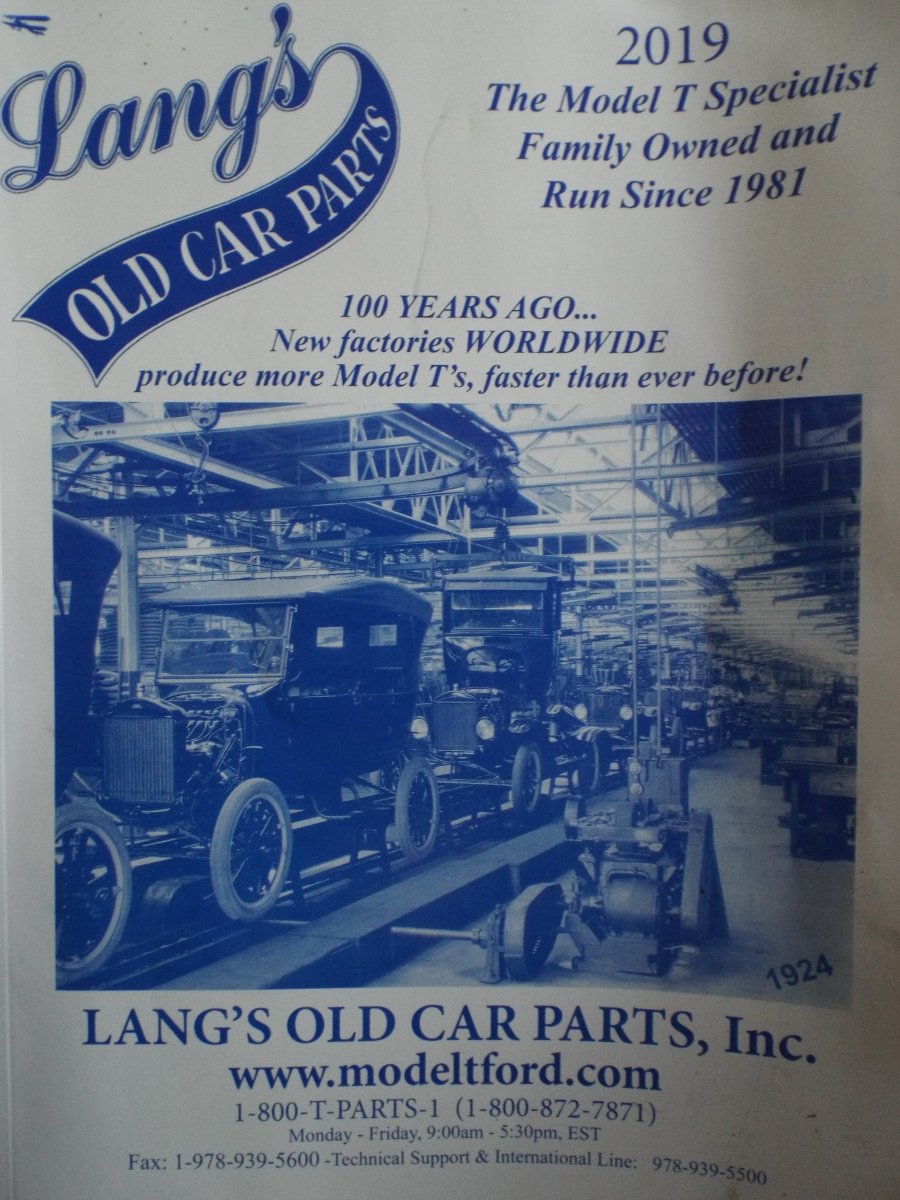 Lang's
OLD CAR PARTS
2019
The Model T Specialist
Family Owned and
Run Since 1981
100 YEARS AGO...
New factories WORLDWIDE
produce more Model T's, faster than ever before!
1924
LANG'S OLD CAR PARTS, Inc.
www.modeltford.com
1-800-T-PARTS-1 (1-800-872-7871)
Monday - Friday, 9:00am - 5:30pm, EST
Fax: 1-978-939-5600 -Technical Support & International Line: 978-939-5500